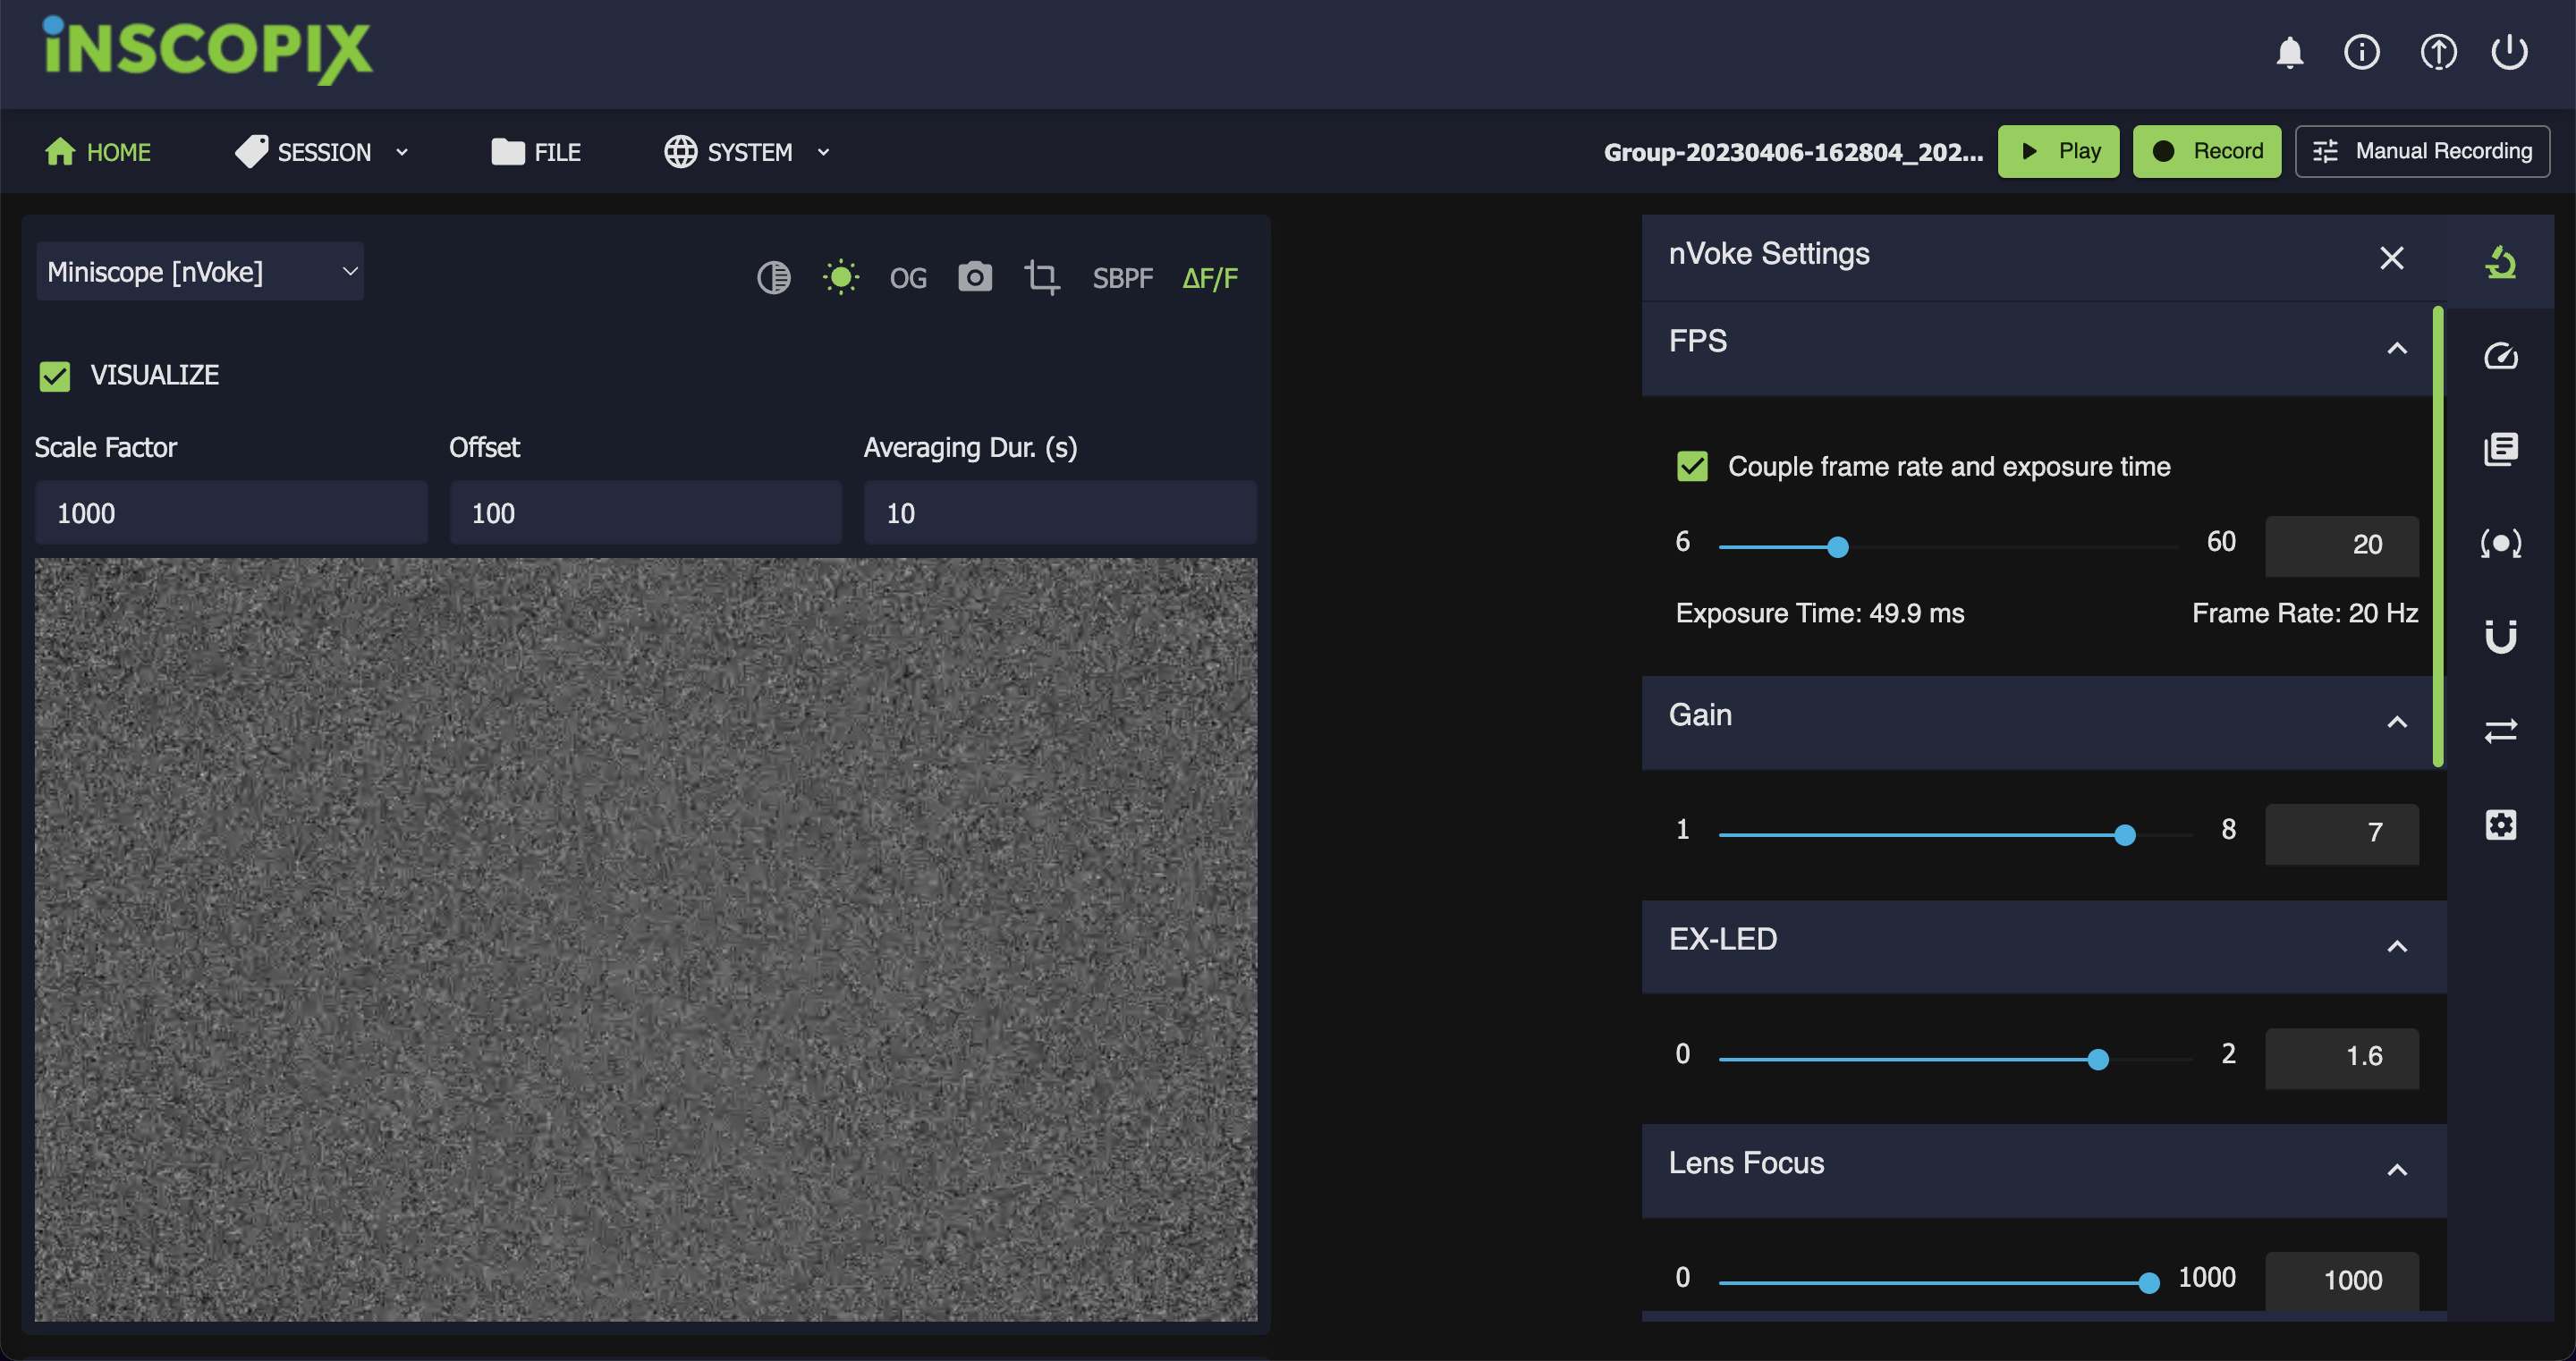 iNSCOPIX
HOME
SESSION
FILE
SYSTEM
Group-20230406-162804_202...
Play
Record
Manual Recording
Miniscope [nVoke]
OG
SBPF
ΔF/F
VISUALIZE
Scale Factor
Offset
Averaging Dur. (s)
1000
100
10
nVoke Settings
FPS
Couple frame rate and exposure time
6
60
20
Exposure Time: 49.9 ms
Frame Rate: 20 Hz
Gain
1
8
7
EX-LED
0
2
1.6
Lens Focus
0
1000
1000